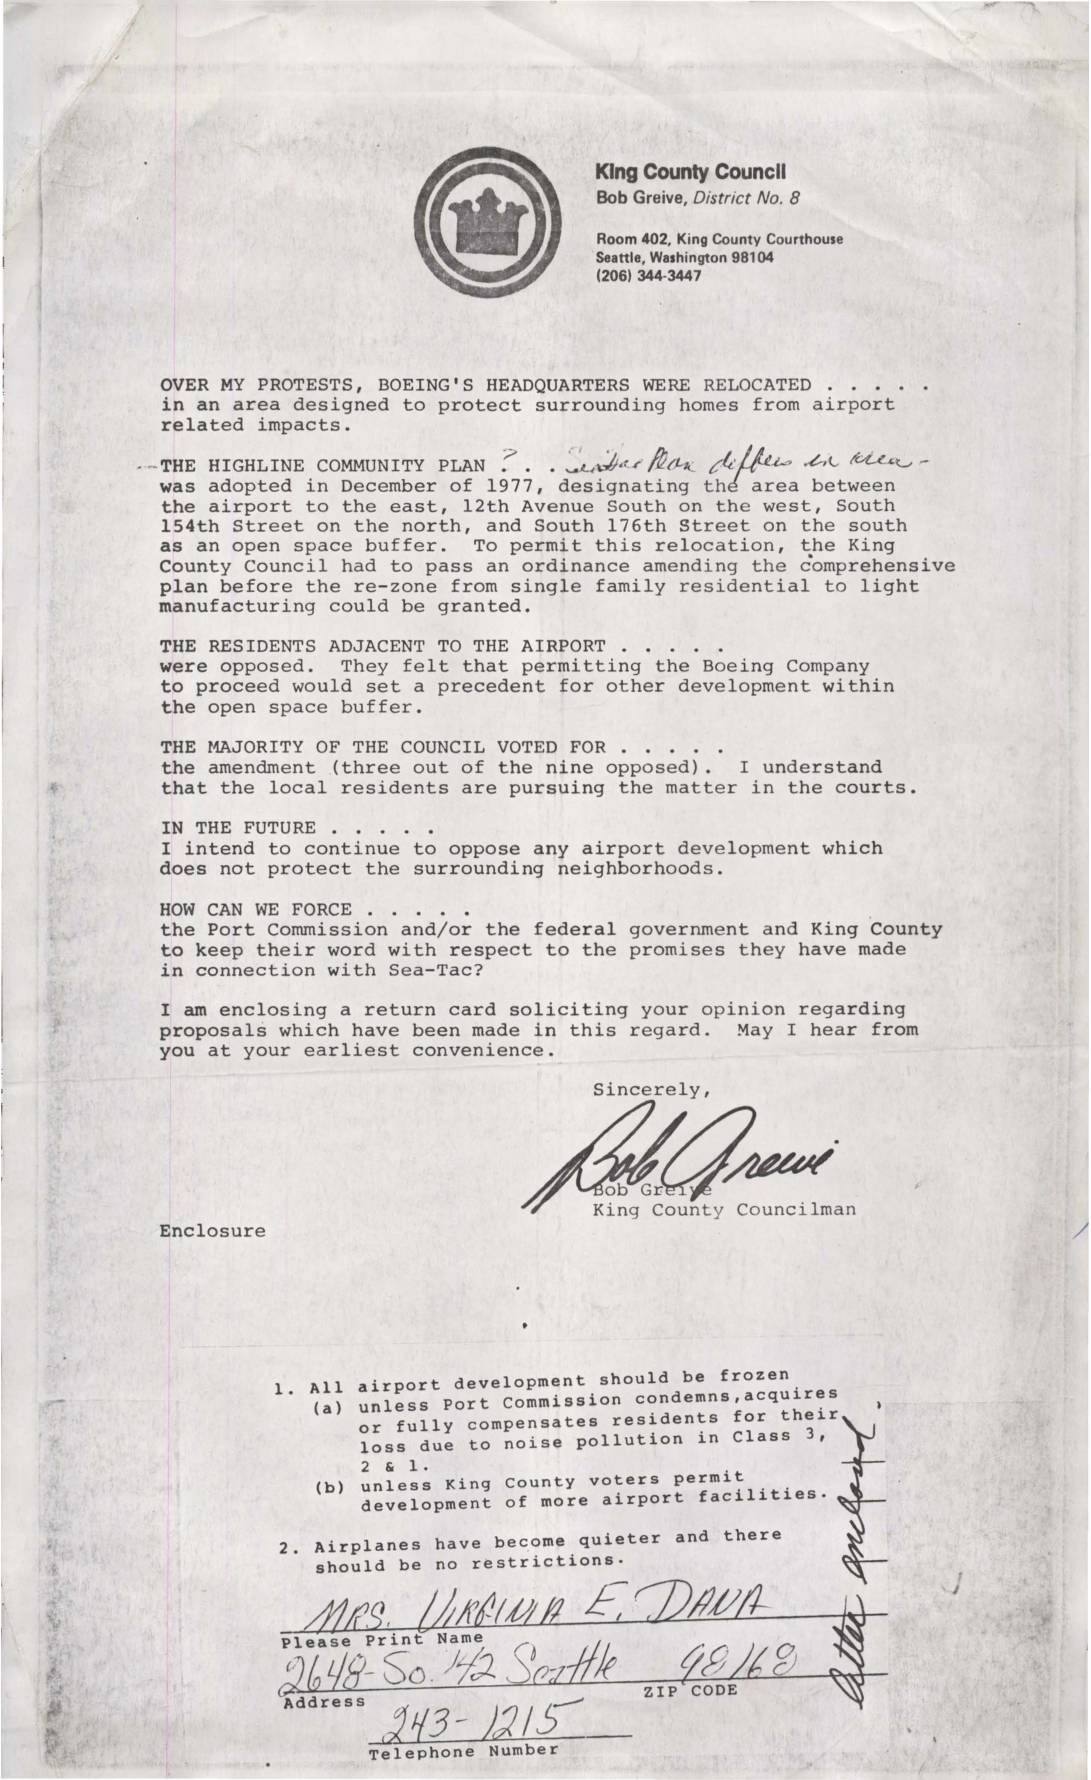 King County Council
Bob Greive, District No. 8
Room 402, King County Courthouse
Seattle, Washington 98104
(206) 344-3447
OVER MY PROTESTS, BOEING'S HEADQUARTERS WERE RELOCATED . . . . .
in an area designed to protect surrounding homes from airport
related impacts.
THE HIGHLINE COMMUNITY PLAN ? . . Plan differs in area -
was adopted in December of 1977, designating the area between
the airport to the east, 12th Avenue South on the west, South
154th Street on the north, and South 176th Street on the south
as an open space buffer. To permit this relocation, the King
County Council had to pass an ordinance amending the comprehensive
plan before the re-zone from single family residential to light
manufacturing could be granted.
THE RESIDENTS ADJACENT TO THE AIRPORT . . . . .
were opposed. They felt that permitting the Boeing Company
to proceed would set a precedent for other development within
the open space buffer.
THE MAJORITY OF THE COUNCIL VOTED FOR . . . . .
the amendment (three out of the nine opposed). I understand
that the local residents are pursuing the matter in the courts.
IN THE FUTURE . . . . .
I intend to continue to oppose any airport development which
does not protect the surrounding neighborhoods.
HOW CAN WE FORCE . . . . .
the Port Commission and/or the federal government and King County
to keep their word with respect to the promises they have made
in connection with Sea-Tac?
I am enclosing a return card soliciting your opinion regarding
proposals which have been made in this regard. May I hear from
you at your earliest convenience.
Sincerely,
Bob Greive
Bob Greive
King County Councilman
Enclosure
1. All airport development should be frozen
(a) unless Port Commission condemns,acquires
or fully compensates residents for their
loss due to noise pollution in Class 3,
2 & 1.
(b) unless King County voters permit
development of more airport facilities.
2. Airplanes have become quieter and there
should be no restrictions.
letter enclosed.
MRS. VIRGINIA E. DANA
Please Print Name
2648-So. 142 Seattle 98168
Address ZIP CODE
243-1215
Telephone Number